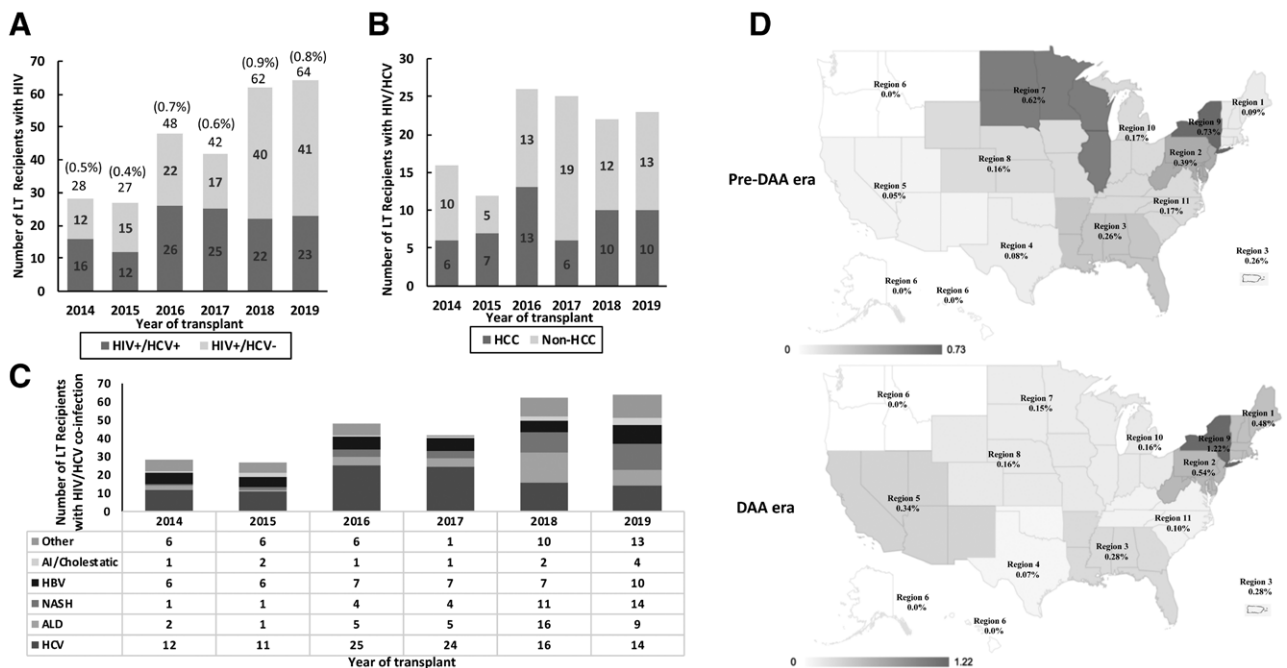 A
Number of LT Recipients with HIV
70
60
50
40
30
20
10
0
(0.5%)
28
(0.4%)
27
(0.7%)
48
(0.6%)
42
(0.9%)
62
(0.8%)
64
12
15
22
17
40
41
16
12
26
25
22
23
2014 2015 2016 2017 2018 2019
Year of transplant
HIV+/HCV+ HIV+/HCV-
B
Number of LT Recipients with HIV/HCV
30
25
20
15
10
5
0
10
5
13
19
12
13
6
7
13
6
10
10
2014 2015 2016 2017 2018 2019
Year of transplant
HCC Non-HCC
C
Number of LT Recipients
with HIV/HCV co-infection
70
60
50
40
30
20
10
0
2014 2015 2016 2017 2018 2019
Other 6 6 6 1 10 13
AI/Cholestatic 1 2 1 1 2 4
HBV 6 6 7 7 7 10
NASH 1 1 4 4 11 14
ALD 2 1 5 5 16 9
HCV 12 11 25 24 16 14
Year of transplant
D
Pre-DAA era
Region 6
0.0%
Region 7
0.62%
Region 1
0.09%
Region 9
0.73%
Region 10
0.17%
Region 2
0.39%
Region 8
0.16%
Region 5
0.05%
Region 11
0.17%
Region 3
0.26%
Region 4
0.08%
Region 3
0.26%
Region 6
0.0%
Region 6
0.0%
0 0.73
DAA era
Region 6
0.0%
Region 7
0.15%
Region 1
0.48%
Region 9
1.22%
Region 10
0.16%
Region 2
0.54%
Region 8
0.16%
Region 5
0.34%
Region 11
0.10%
Region 3
0.28%
Region 4
0.07%
Region 3
0.28%
Region 6
0.0%
Region 6
0.0%
0 1.22